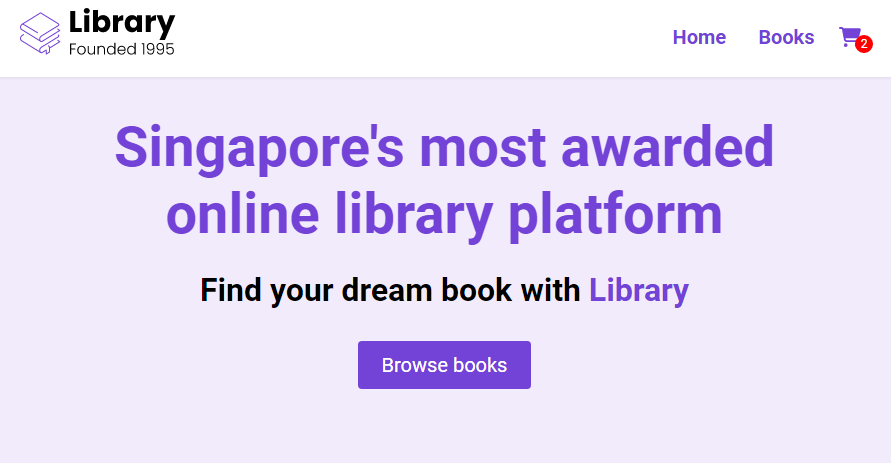 Library
Founded 1995
Home
Books
2
Singapore's most awarded
online library platform
Find your dream book with Library
Browse books